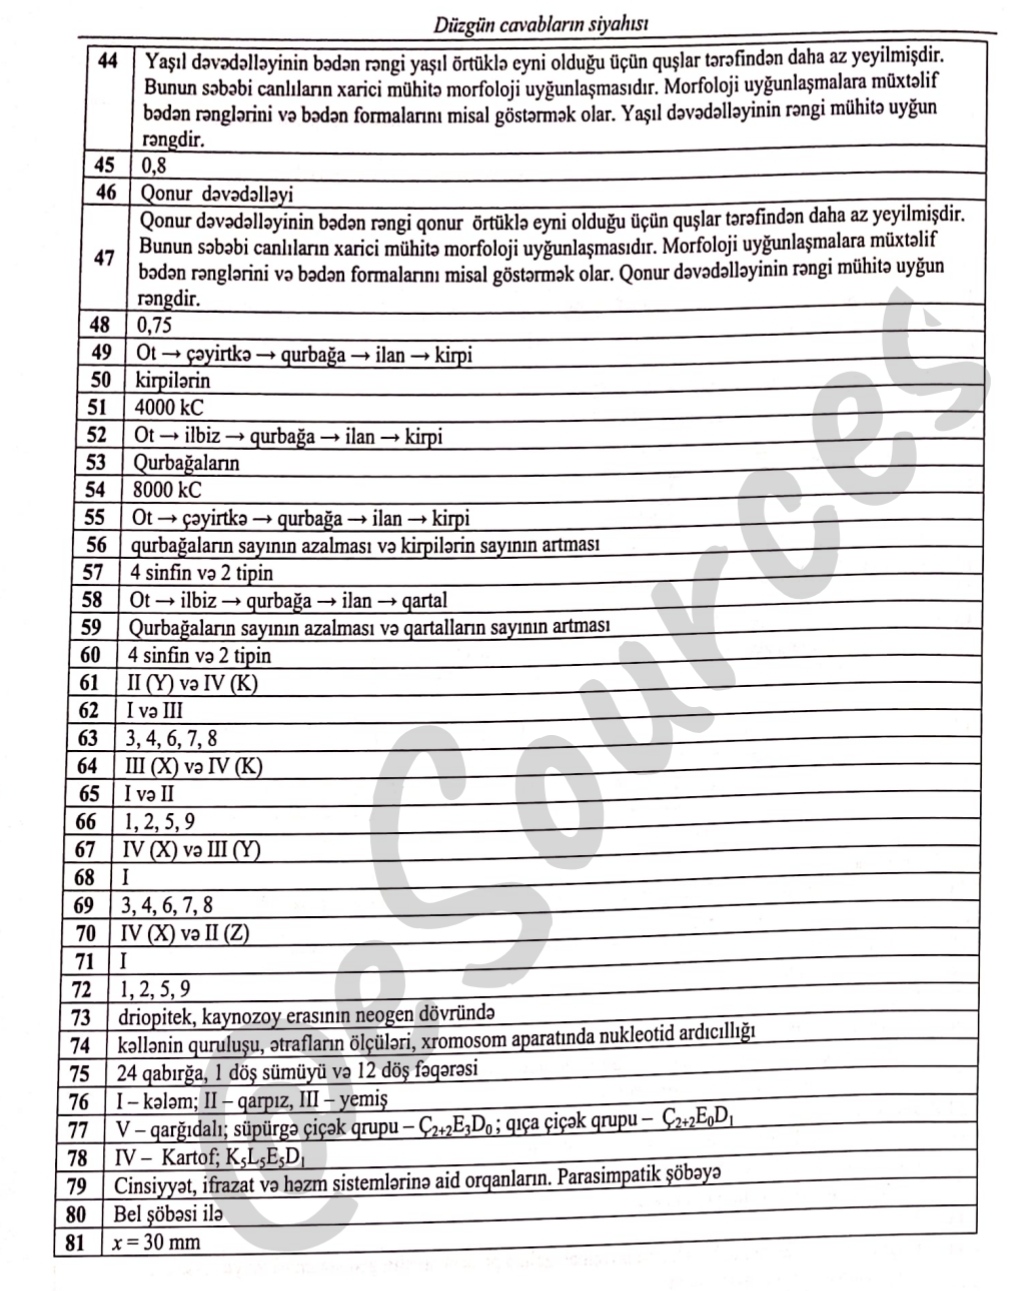 Düzgün cavabların siyahısı
44 Yaşıl dəvədəlləyinin bədən rəngi yaşıl örtüklə eyni olduğu üçün quşlar tərəfindən daha az yeyilmişdir.
Bunun səbəbi canlıların xarici mühitə morfoloji uyğunlaşmasıdır. Morfoloji uyğunlaşmalara müxtəlif
bədən rənglərini və bədən formalarını misal göstərmək olar. Yaşıl dəvədəlləyinin rəngi mühitə uyğun
rəngdir.
45 0,8
46 Qonur dəvədəlləyi
47 Qonur dəvədəlləyinin bədən rəngi qonur örtüklə eyni olduğu üçün quşlar tərəfindən daha az yeyilmişdir.
Bunun səbəbi canlıların xarici mühitə morfoloji uyğunlaşmasıdır. Morfoloji uyğunlaşmalara müxtəlif
bədən rənglərini və bədən formalarını misal göstərmək olar. Qonur dəvədəlləyinin rəngi mühitə uyğun
rəngdir.
48 0,75
49 Ot → çəyirtkə → qurbağa → ilan → kirpi
50 kirpilərin
51 4000 kC
52 Ot → ilbiz → qurbağa → ilan → kirpi
53 Qurbağaların
54 8000 kC
55 Ot → çəyirtkə → qurbağa → ilan → kirpi
56 qurbağaların sayının azalması və kirpilərin sayının artması
57 4 sinfin və 2 tipin
58 Ot → ilbiz → qurbağa → ilan → qartal
59 Qurbağaların sayının azalması və qartalların sayının artması
60 4 sinfin və 2 tipin
61 II (Y) və IV (K)
62 I və III
63 3, 4, 6, 7, 8
64 III (X) və IV (K)
65 I və II
66 1, 2, 5, 9
67 IV (X) və III (Y)
68 I
69 3, 4, 6, 7, 8
70 IV (X) və II (Z)
71 I
72 1, 2, 5, 9
73 driopitek, kaynozoy erasının neogen dövründə
74 kəllənin quruluşu, ətrafların ölçüləri, xromosom aparatında nukleotid ardıcıllığı
75 24 qabırğa, 1 döş sümüyü və 12 döş fəqərəsi
76 I – kələm; II – qarpız, III – yemiş
77 V – qarğıdalı; süpürgə çiçək qrupu – Ç₂₊₂E₃D₀; qıça çiçək qrupu – Ç₂₊₂E₀D₁
78 IV – Kartof; K₅L₅E₅D₁
79 Cinsiyyət, ifrazat və həzm sistemlərinə aid orqanların. Parasimpatik şöbəyə
80 Bel şöbəsi ilə
81 x = 30 mm
@eSources